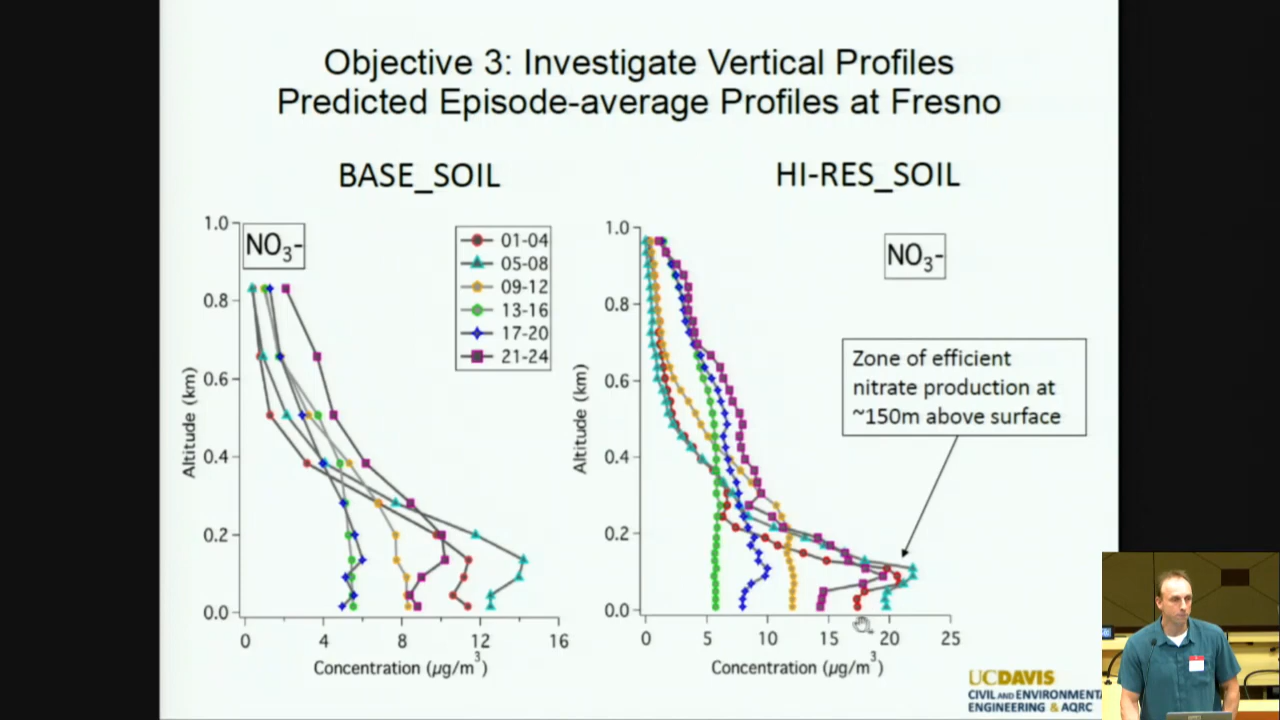 Objective 3: Investigate Vertical Profiles
Predicted Episode-average Profiles at Fresno
BASE_SOIL
HI-RES_SOIL
1.0
0.8
0.6
0.4
0.2
0.0
Altitude (km)
NO3-
01-04
05-08
09-12
13-16
17-20
21-24
0 4 8 12 16
Concentration (µg/m3)
1.0
0.8
0.6
0.4
0.2
0.0
Altitude (km)
NO3-
Zone of efficient
nitrate production at
~150m above surface
0 5 10 15 20 25
Concentration (µg/m3)
UCDAVIS
CIVIL AND ENVIRONMENTA
ENGINEERING & AQRC